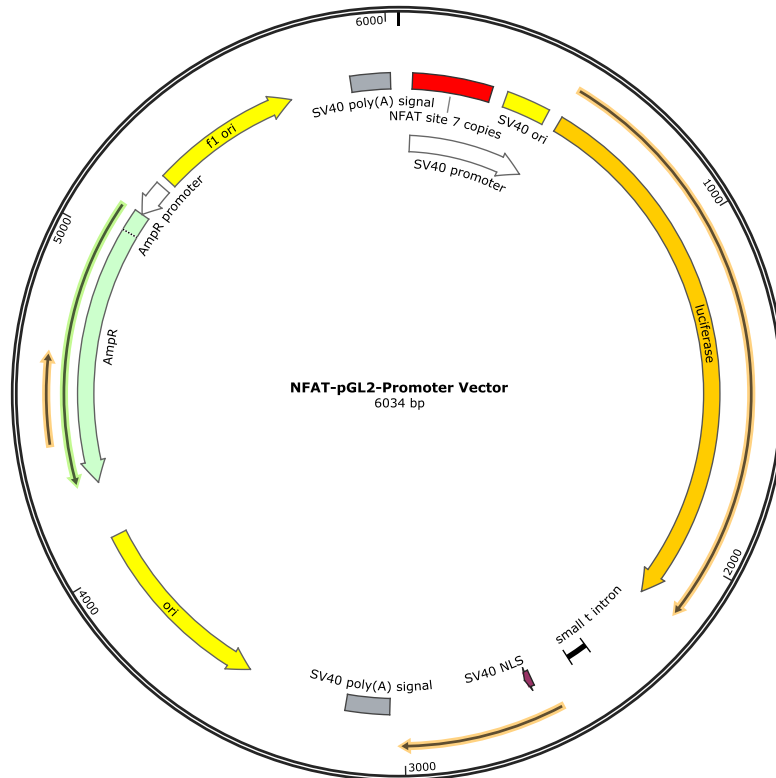 6000
SV40 poly(A) signal
NFAT site 7 copies
SV40 ori
SV40 promoter
f1 ori
AmpR promoter
5000
1000
AmpR
luciferase
NFAT-pGL2-Promoter Vector
6034 bp
2000
4000
ori
small t intron
SV40 NLS
SV40 poly(A) signal
3000